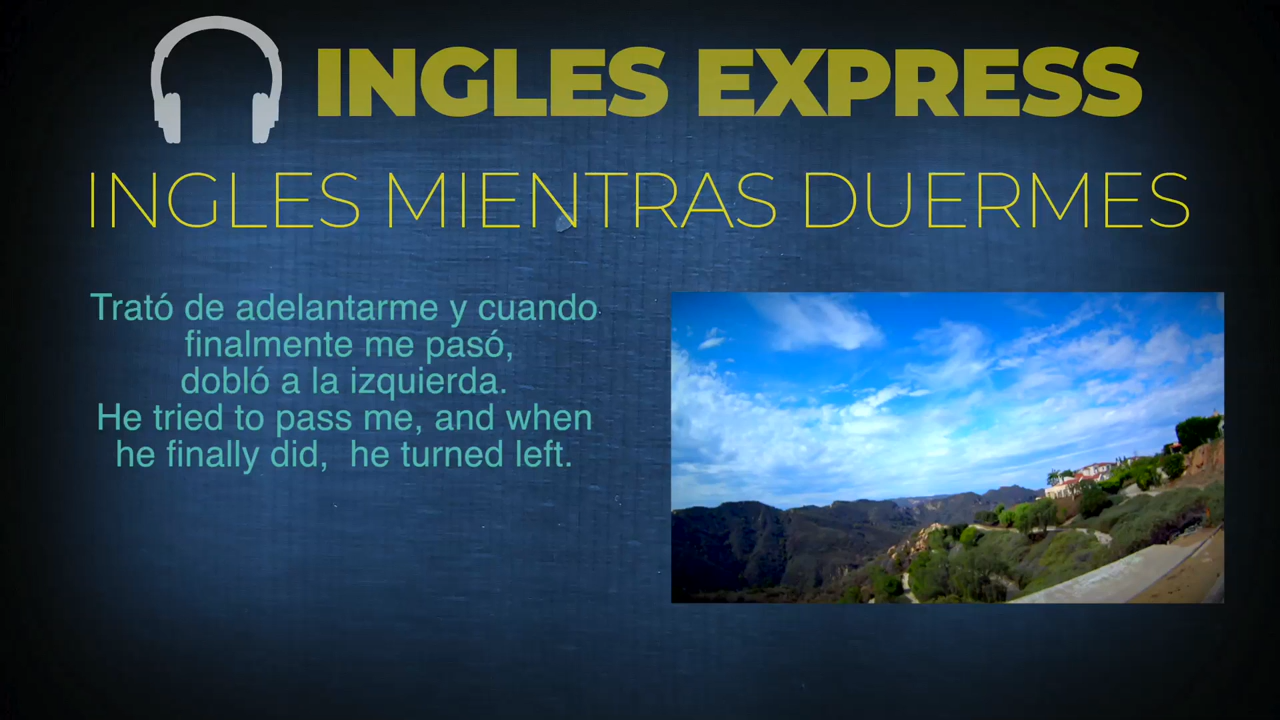 INGLES EXPRESS
INGLES MIENTRAS DUERMES
Trató de adelantarme y cuando
finalmente me pasó,
dobló a la izquierda.
He tried to pass me, and when
he finally did,  he turned left.